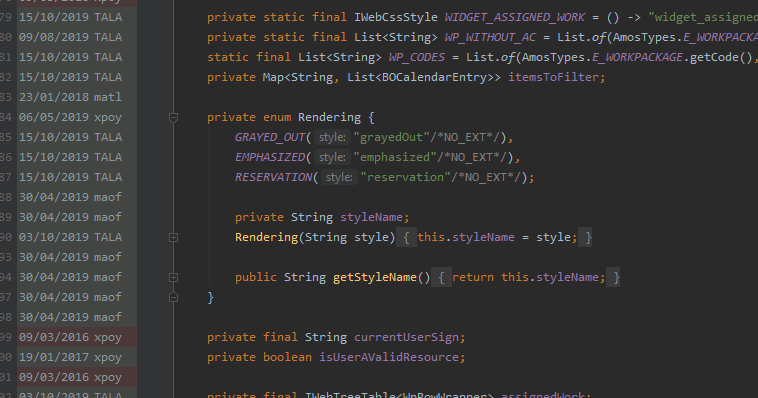 79 15/10/2019 TALA private static final IWebCssStyle WIDGET_ASSIGNED_WORK = () -> "widget_assigned
80 09/08/2019 TALA private static final List<String> WP_WITHOUT_AC = List.of(AmosTypes.E_WORKPACKA
81 15/10/2019 TALA static final List<String> WP_CODES = List.of(AmosTypes.E_WORKPACKAGE.getCode(),
82 15/10/2019 TALA private Map<String, List<BOCalendarEntry>> itemsToFilter;
83 23/01/2018 matl
84 06/05/2019 xpoy private enum Rendering {
85 15/10/2019 TALA GRAYED_OUT( style: "grayedOut"/*NO_EXT*/),
86 15/10/2019 TALA EMPHASIZED( style: "emphasized"/*NO_EXT*/),
87 15/10/2019 TALA RESERVATION( style: "reservation"/*NO_EXT*/);
88 30/04/2019 maof
89 30/04/2019 maof private String styleName;
90 03/10/2019 TALA Rendering(String style) { this.styleName = style; }
93 30/04/2019 maof
94 30/04/2019 maof public String getStyleName() { return this.styleName; }
97 30/04/2019 maof }
98 30/04/2019 maof
99 09/03/2016 xpoy private final String currentUserSign;
00 19/01/2017 xpoy private boolean isUserAValidResource;
01 09/03/2016 xpoy
02 03/10/2019 TALA private final IWebTreeTable<WpRowWrapper> assignedWork;